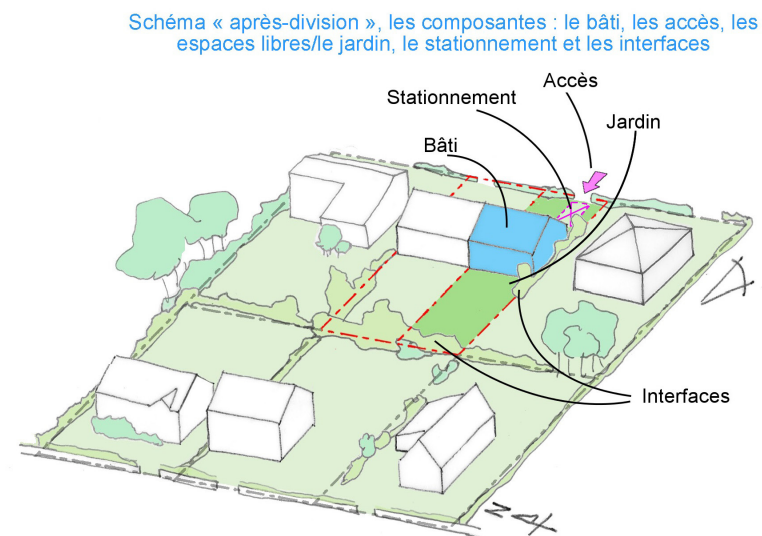 Schéma « après-division », les composantes : le bâti, les accès, les
espaces libres/le jardin, le stationnement et les interfaces
Accès
Stationnement
Jardin
Bâti
Interfaces